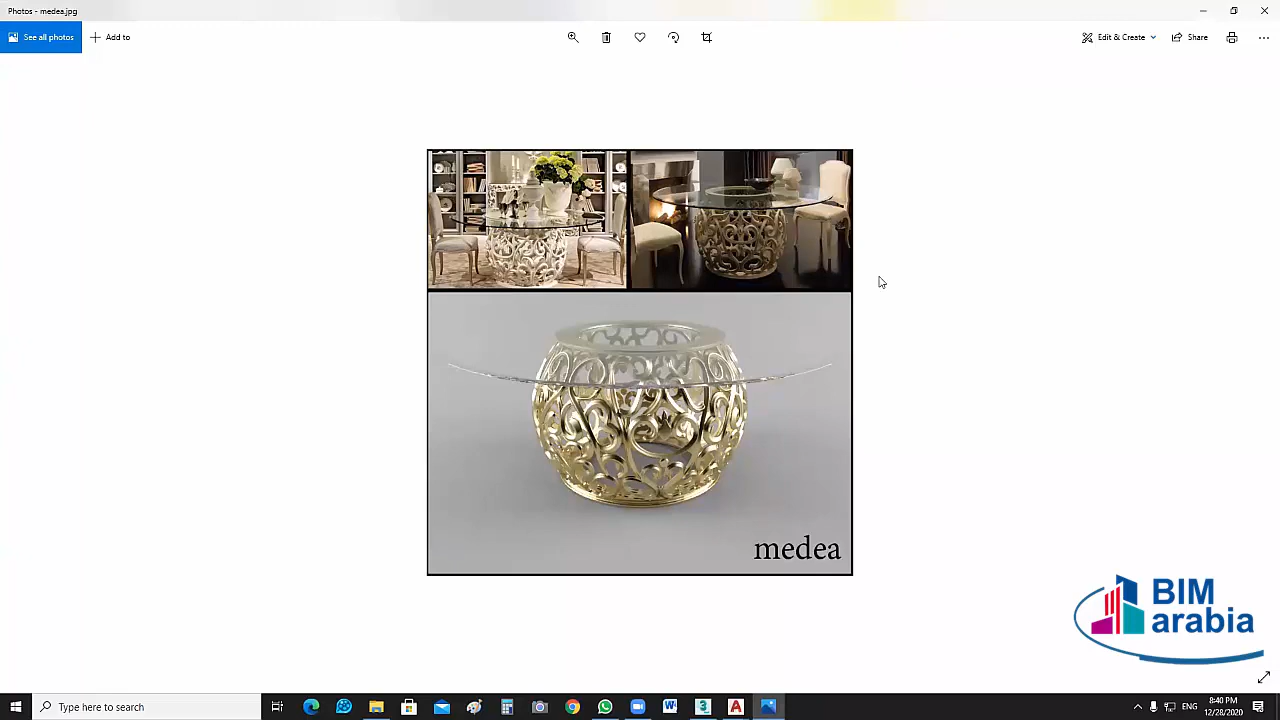 Photos - medea.jpg
See all photos
Add to
Edit & Create
Share
medea
BIM
arabia
Type here to search
ENG
8:40 PM
12/28/2020